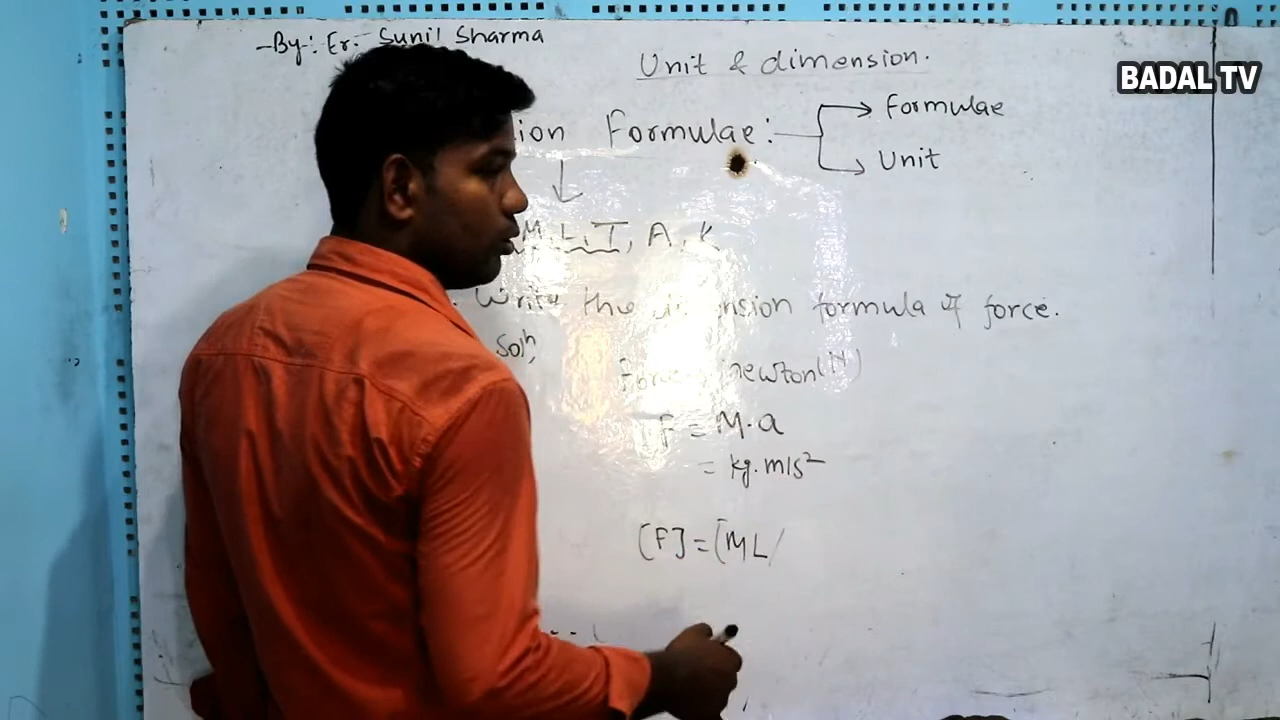 -By-: Er. Sunil Sharma
Unit & dimension.
BADAL TV
ion Formulae: Formulae
Unit
M, L, T, A, K
Write the dimension formula of force.
Solⁿ,
Force newton(N)
F = M.a
= kg.m/s²
[F] = [ML/